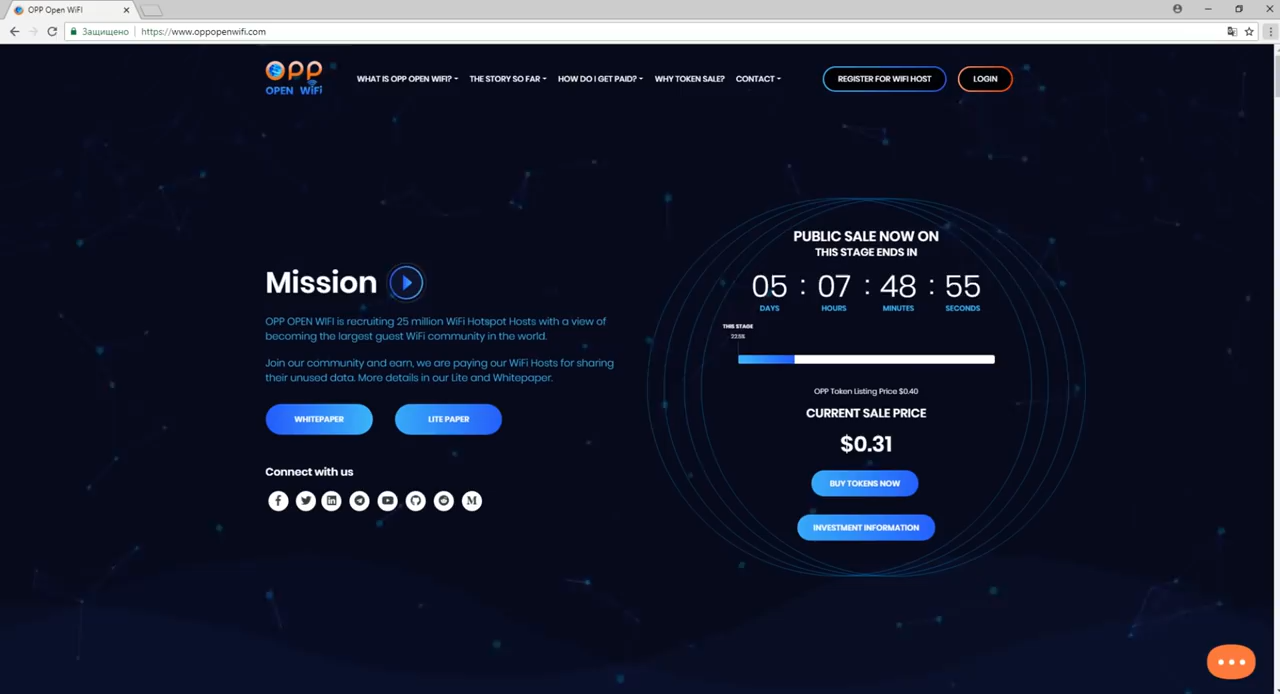 OPP Open WiFi
Защищено
https://www.oppopenwifi.com
OPP
OPEN WiFi
WHAT IS OPP OPEN WIFI?
THE STORY SO FAR
HOW DO I GET PAID?
WHY TOKEN SALE?
CONTACT
REGISTER FOR WIFI HOST
LOGIN
Mission
OPP OPEN WIFI is recruiting 25 million WiFi Hotspot Hosts with a view of
becoming the largest guest WiFi community in the world.
Join our community and earn, we are paying our WiFi Hosts for sharing
their unused data. More details in our Lite and Whitepaper.
WHITEPAPER
LITE PAPER
Connect with us
PUBLIC SALE NOW ON
THIS STAGE ENDS IN
05 : 07 : 48 : 55
DAYS HOURS MINUTES SECONDS
THIS STAGE
OPP Token Listing Price $0.40
CURRENT SALE PRICE
$0.31
BUY TOKENS NOW
INVESTMENT INFORMATION